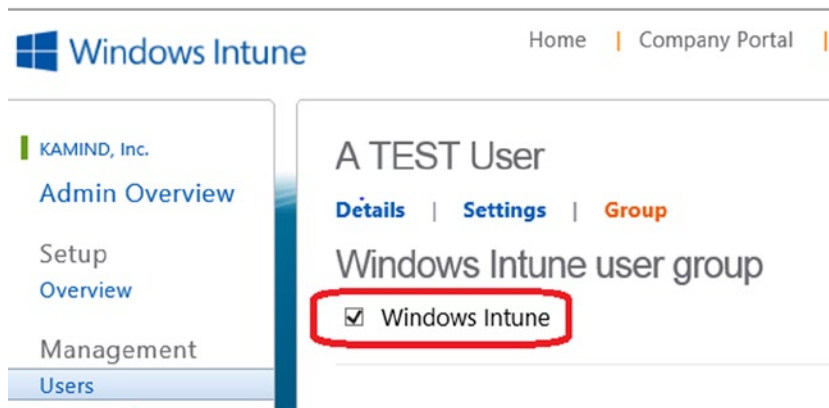 Windows Intune
Home | Company Portal |
KAMIND, Inc.
Admin Overview
Setup
Overview
Management
Users
A TEST User
Details | Settings | Group
Windows Intune user group
Windows Intune